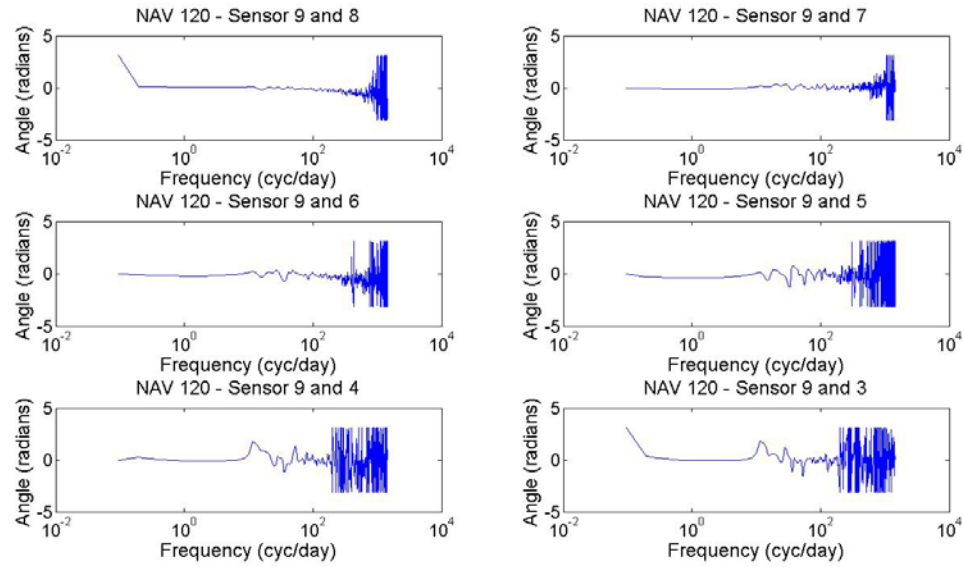 NAV 120 - Sensor 9 and 8
NAV 120 - Sensor 9 and 7
Angle (radians)
5
0
-5
10^-2
10^0
10^2
10^4
Frequency (cyc/day)
Angle (radians)
5
0
-5
10^-2
10^0
10^2
10^4
Frequency (cyc/day)
NAV 120 - Sensor 9 and 6
NAV 120 - Sensor 9 and 5
Angle (radians)
5
0
-5
10^-2
10^0
10^2
10^4
Frequency (cyc/day)
Angle (radians)
5
0
-5
10^-2
10^0
10^2
10^4
Frequency (cyc/day)
NAV 120 - Sensor 9 and 4
NAV 120 - Sensor 9 and 3
Angle (radians)
5
0
-5
10^-2
10^0
10^2
10^4
Frequency (cyc/day)
Angle (radians)
5
0
-5
10^-2
10^0
10^2
10^4
Frequency (cyc/day)